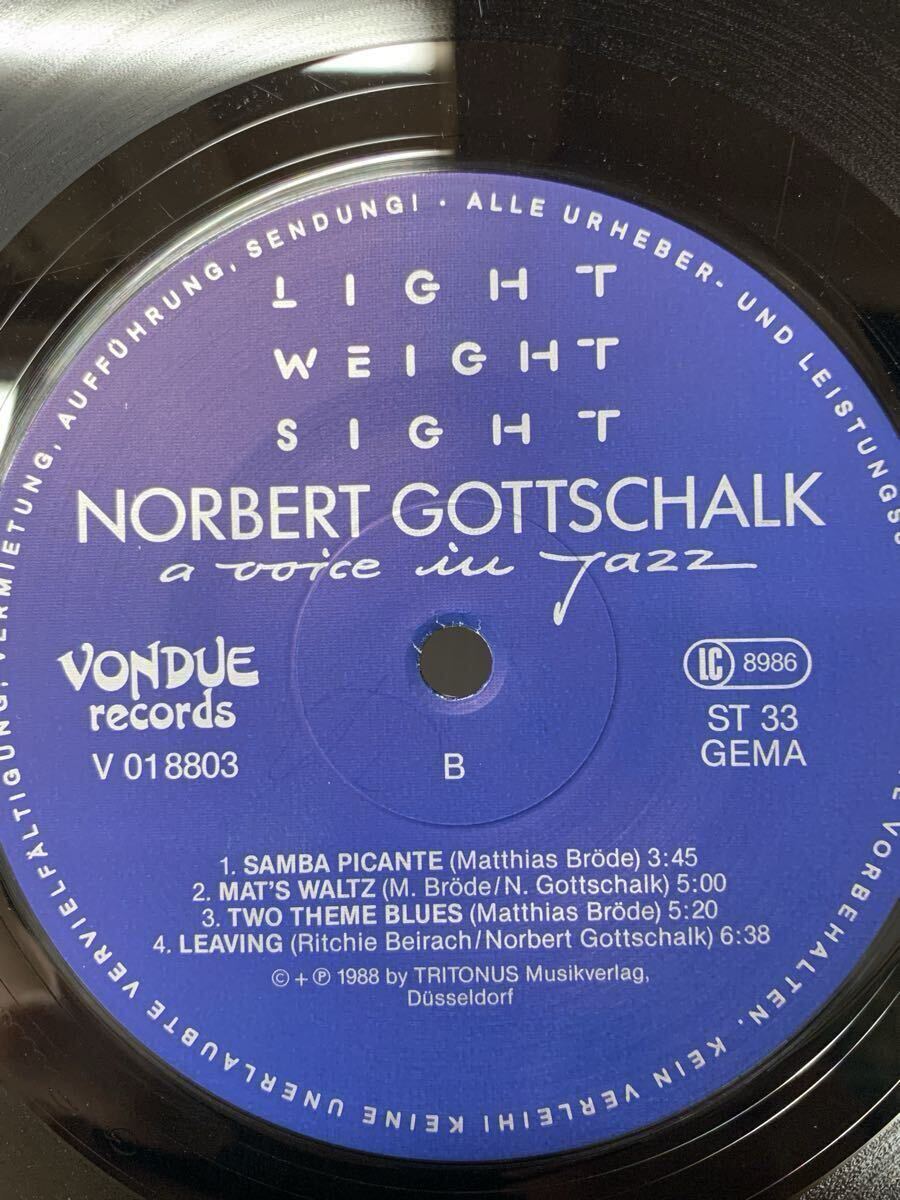 ALLE URHEBER- UND LEISTUNGS
VORBEHALTEN. KEIN VERLEIH! KEINE UNERLAUBTE VERVIELFÄLTIGUNG, VERMIETUNG, AUFFÜHRUNG, SENDUNG! ·
LIGHT
WEIGHT
SIGHT
NORBERT GOTTSCHALK
a voice in Jazz
VONDUE
records
V 018803
B
LC 8986
ST 33
GEMA
1. SAMBA PICANTE (Matthias Bröde) 3:45
2. MAT'S WALTZ (M. Bröde/N. Gottschalk) 5:00
3. TWO THEME BLUES (Matthias Bröde) 5:20
4. LEAVING (Ritchie Beirach/Norbert Gottschalk) 6:38
© + ℗ 1988 by TRITONUS Musikverlag,
Düsseldorf